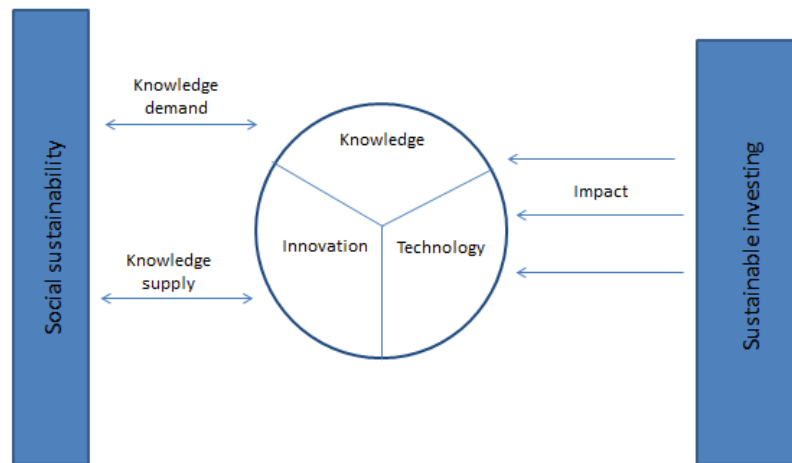 Social sustainability
Knowledge
demand
Knowledge
supply
Knowledge
Innovation
Technology
Impact
Sustainable investing